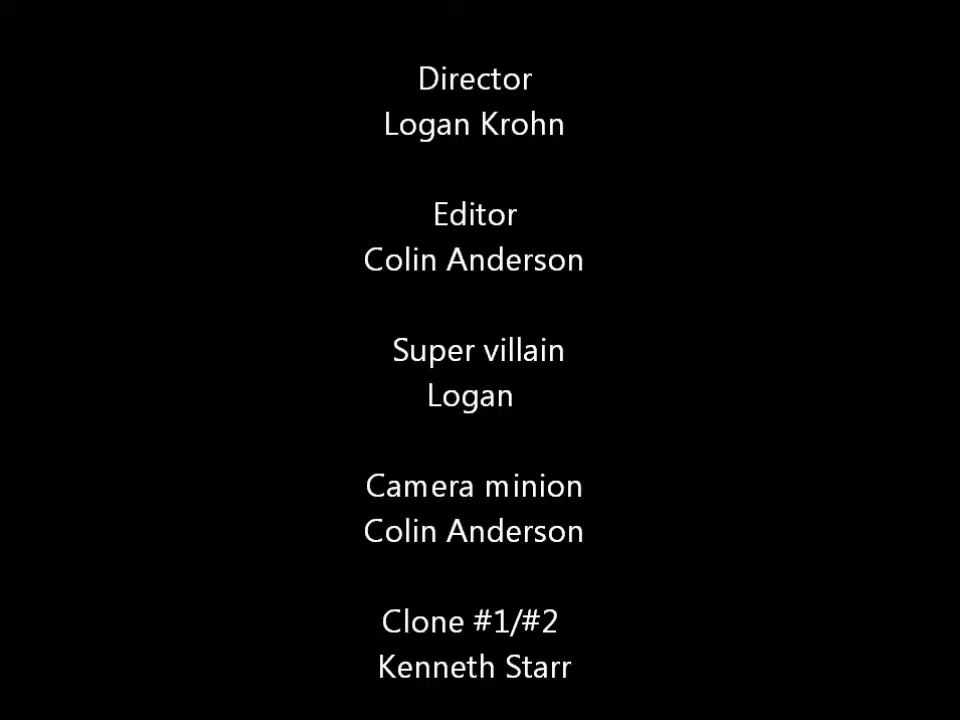 Director
Logan Krohn
Editor
Colin Anderson
Super villain
Logan
Camera minion
Colin Anderson
Clone #1/#2
Kenneth Starr